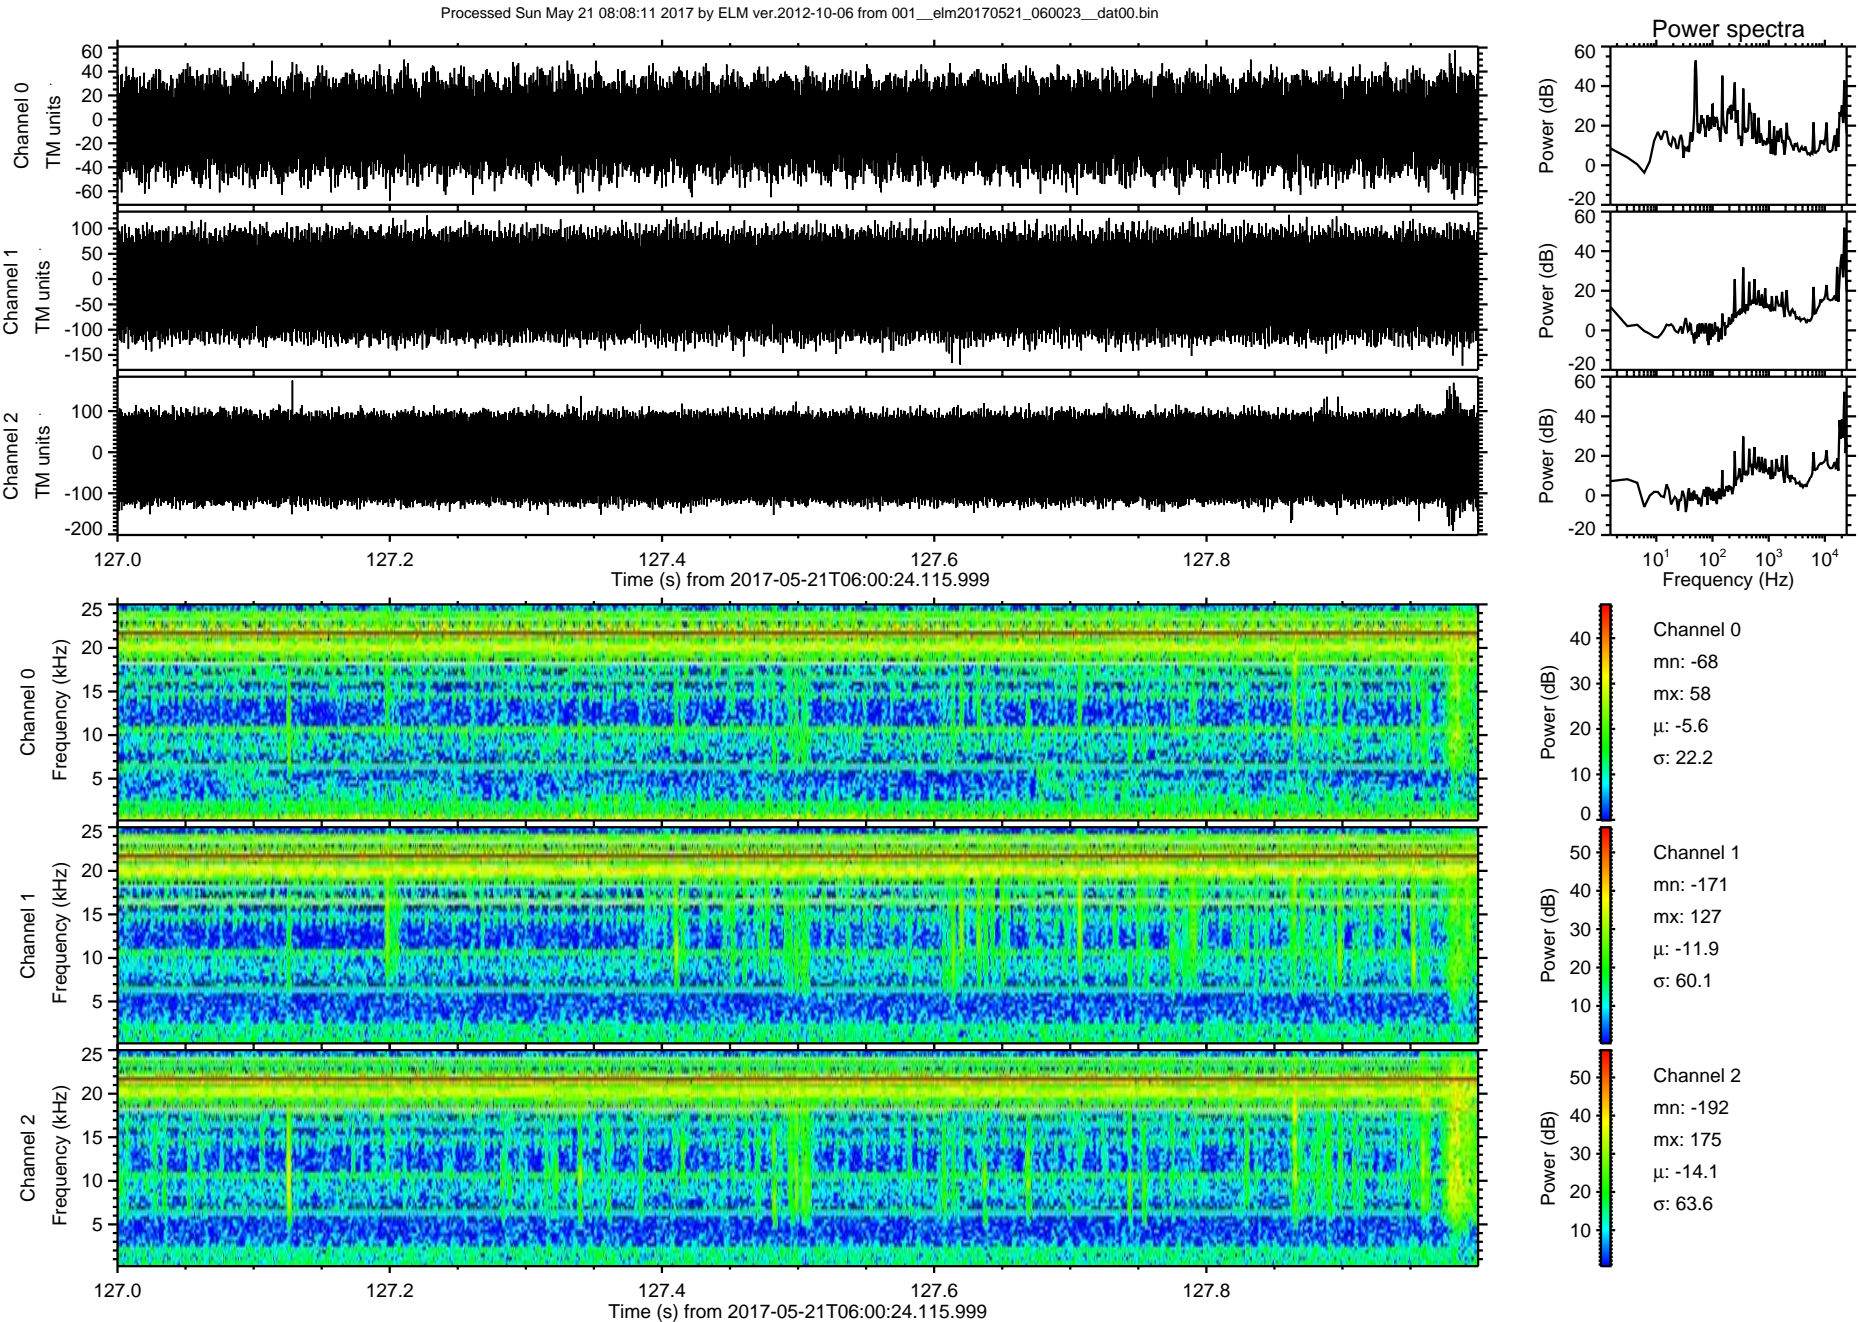 Processed Sun May 21 08:08:11 2017 by ELM ver.2012-10-06 from 001__elm20170521_060023__dat00.bin
Power spectra
Channel 0
TM units
60
40
20
0
-20
-40
-60
Power (dB)
60
40
20
0
-20
Channel 1
TM units
100
50
0
-50
-100
-150
Power (dB)
60
40
20
0
-20
Channel 2
TM units
100
0
-100
-200
Power (dB)
60
40
20
0
-20
127.0 127.2 127.4 127.6 127.8
Time (s) from 2017-05-21T06:00:24.115.999
10¹ 10² 10³ 10⁴
Frequency (Hz)
Channel 0
Frequency (kHz)
25
20
15
10
5
Power (dB)
40
30
20
10
0
Channel 0
mn: -68
mx: 58
μ: -5.6
σ: 22.2
Channel 1
Frequency (kHz)
25
20
15
10
5
Power (dB)
50
40
30
20
10
Channel 1
mn: -171
mx: 127
μ: -11.9
σ: 60.1
Channel 2
Frequency (kHz)
25
20
15
10
5
Power (dB)
50
40
30
20
10
Channel 2
mn: -192
mx: 175
μ: -14.1
σ: 63.6
127.0 127.2 127.4 127.6 127.8
Time (s) from 2017-05-21T06:00:24.115.999